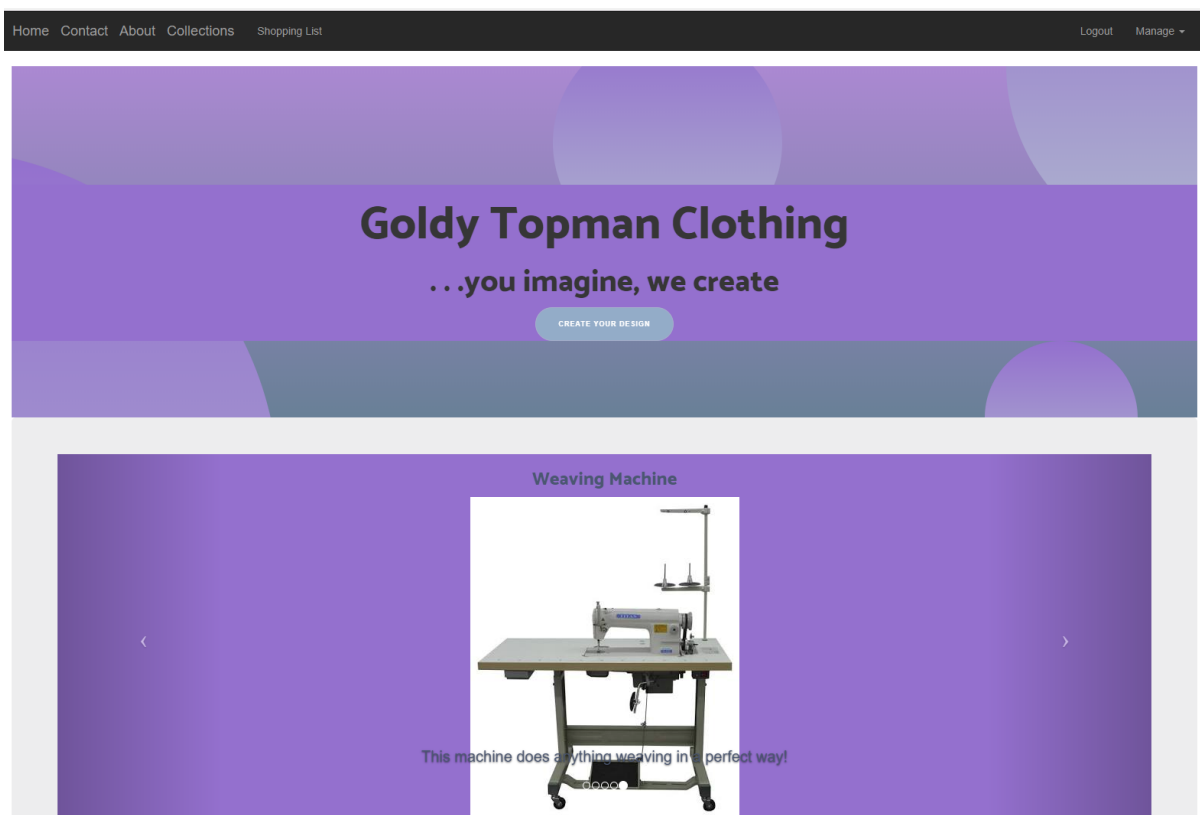 Home Contact About Collections Shopping List Logout Manage
Goldy Topman Clothing
...you imagine, we create
CREATE YOUR DESIGN
Weaving Machine
This machine does anything weaving in a perfect way!